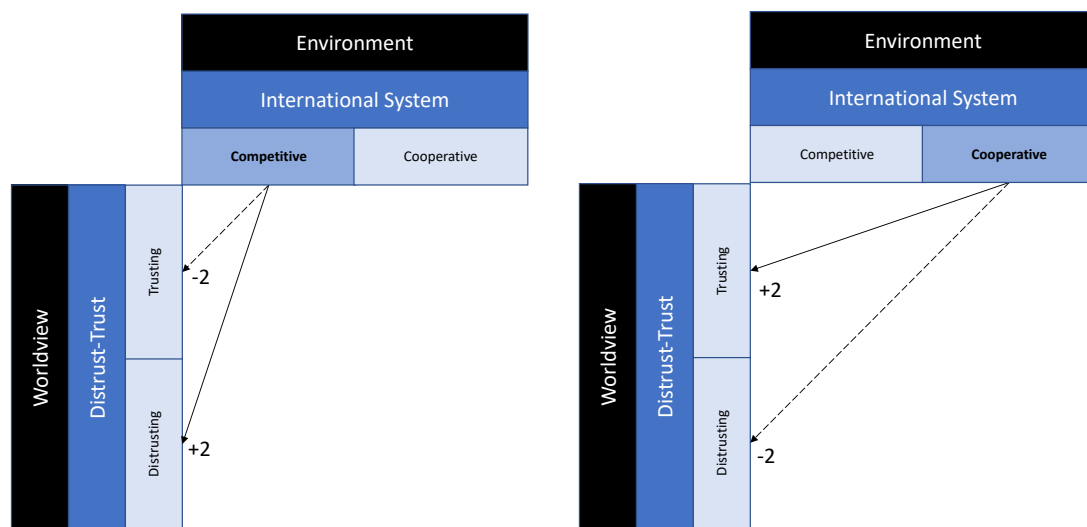 Environment
International System
Competitive
Cooperative
Worldview
Distrust-Trust
Trusting
Distrusting
-2
+2
Environment
International System
Competitive
Cooperative
Worldview
Distrust-Trust
Trusting
Distrusting
+2
-2